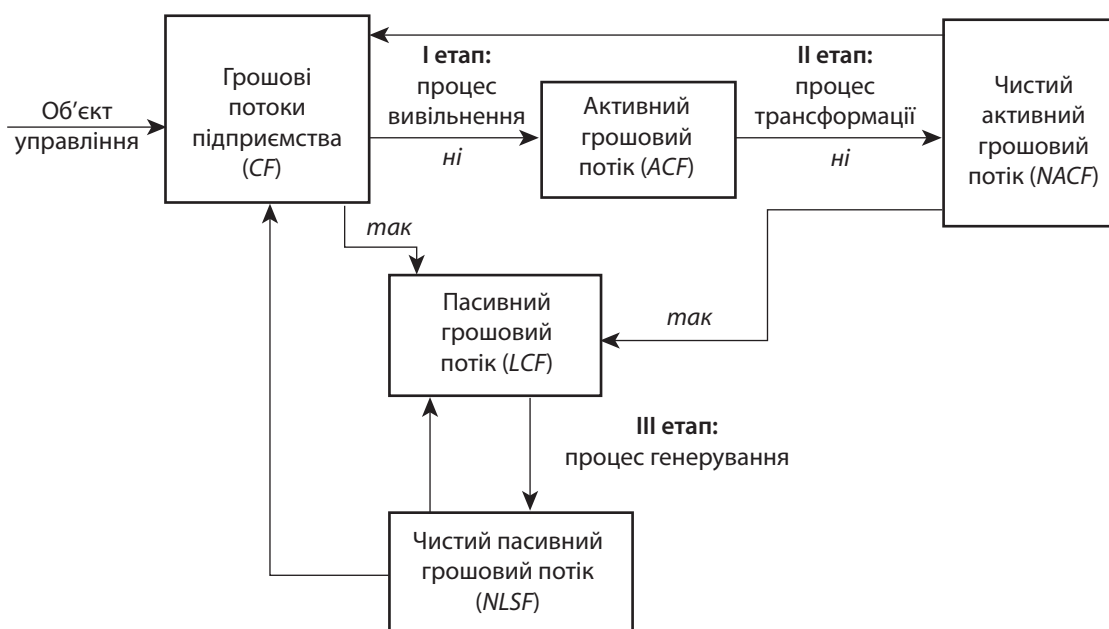 Об’єкт
управління
Грошові
потоки
підприємства
(CF)
І етап:
процес
вивільнення
ні
Активний
грошовий
потік (ACF)
ІІ етап:
процес
трансформації
ні
Чистий
активний
грошовий
потік (NACF)
так
Пасивний
грошовий
потік (LCF)
так
ІІІ етап:
процес генерування
Чистий пасивний
грошовий потік
(NLSF)